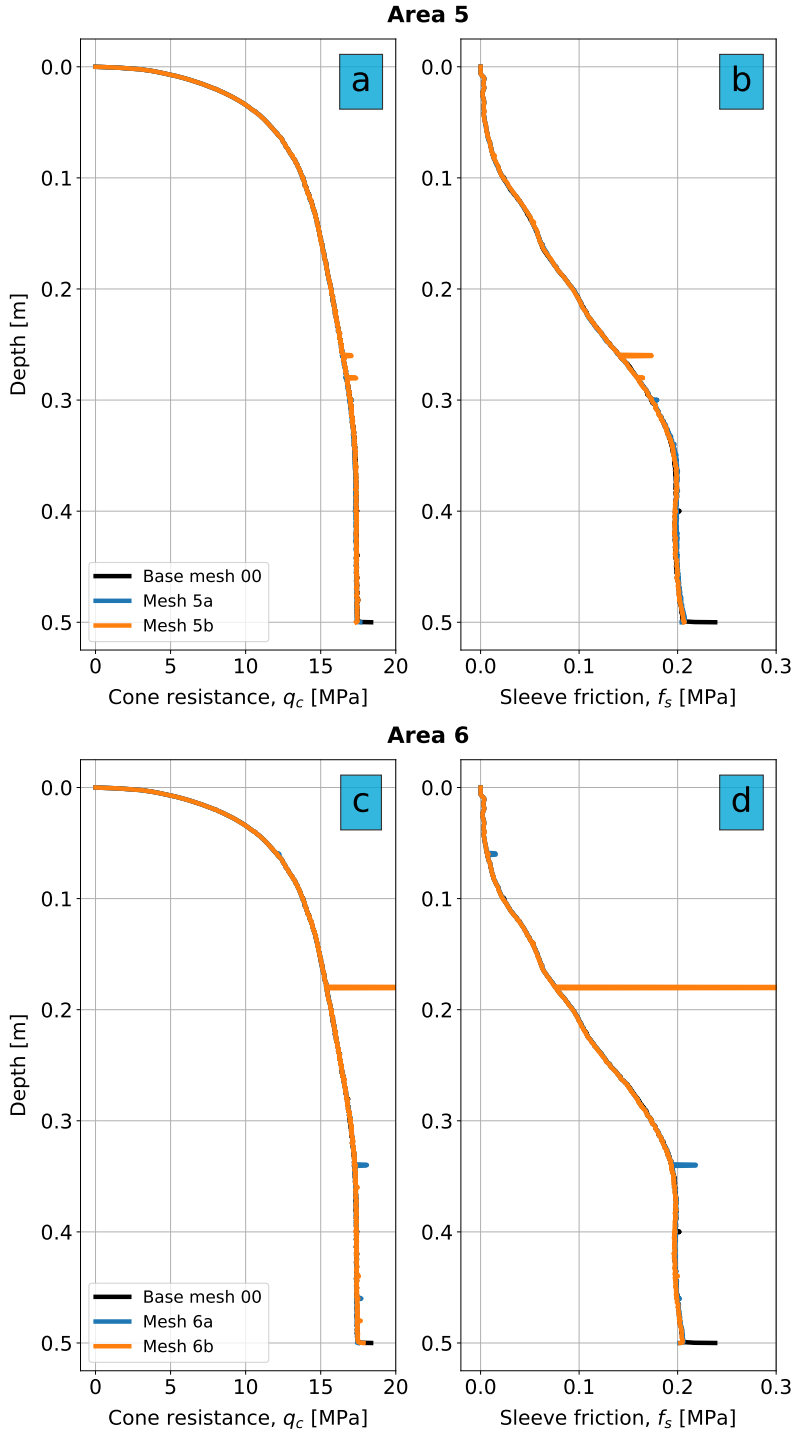 Area 5
a
b
0.0
0.0
0.1
0.1
0.2
0.2
0.3
0.3
0.4
0.4
0.5
0.5
Depth [m]
Base mesh 00
Mesh 5a
Mesh 5b
0 5 10 15 20
0.0 0.1 0.2 0.3
Cone resistance, q_c [MPa]
Sleeve friction, f_s [MPa]
Area 6
c
d
0.0
0.0
0.1
0.1
0.2
0.2
0.3
0.3
0.4
0.4
0.5
0.5
Depth [m]
Base mesh 00
Mesh 6a
Mesh 6b
0 5 10 15 20
0.0 0.1 0.2 0.3
Cone resistance, q_c [MPa]
Sleeve friction, f_s [MPa]